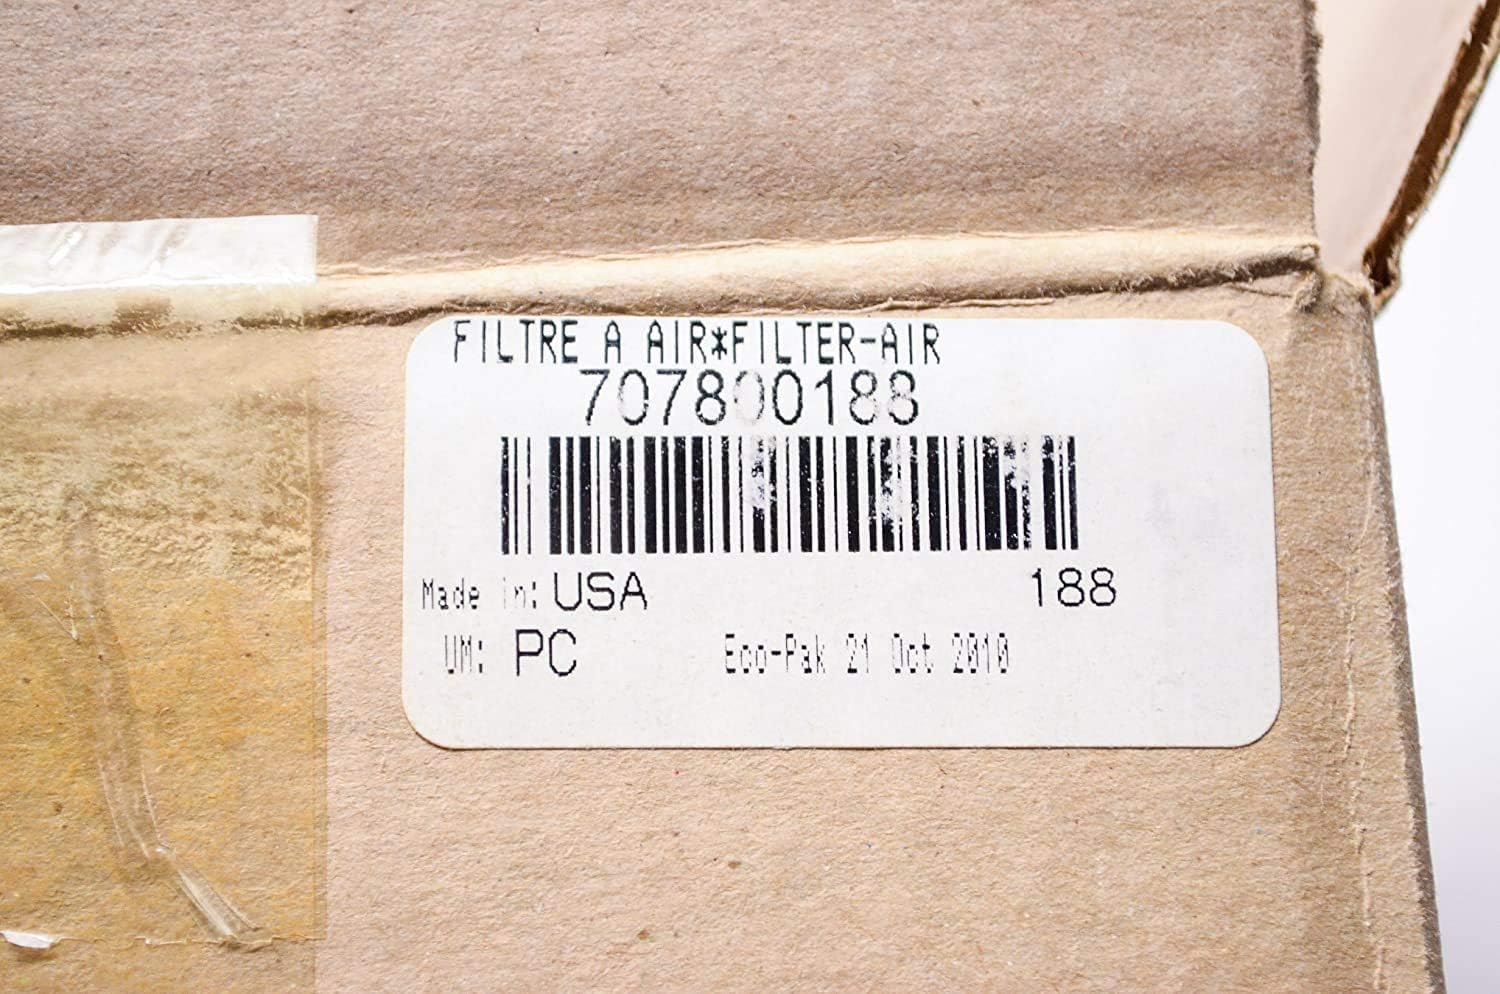 FILTRE A AIR*FILTER-AIR
707800188
Made in: USA
188
UM: PC
Eco-Pak 21 Oct 2010